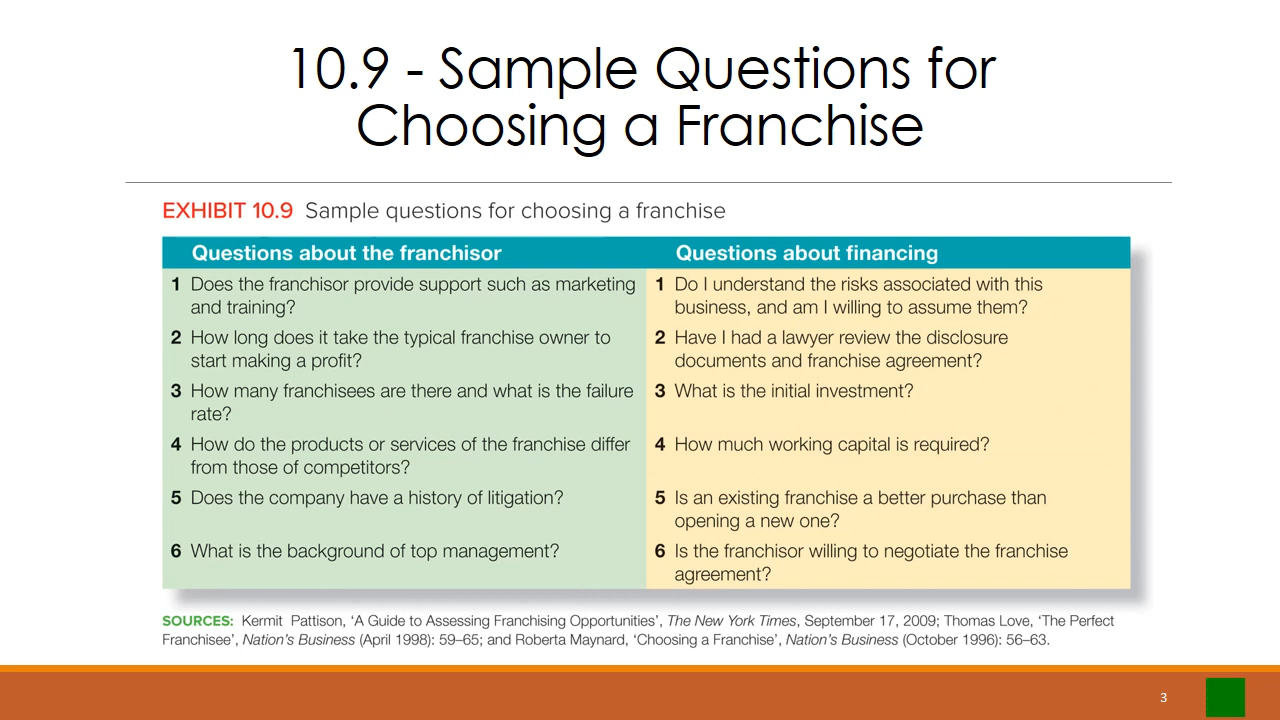 10.9 - Sample Questions for
Choosing a Franchise
EXHIBIT 10.9 Sample questions for choosing a franchise
Questions about the franchisor
1 Does the franchisor provide support such as marketing
and training?
2 How long does it take the typical franchise owner to
start making a profit?
3 How many franchisees are there and what is the failure
rate?
4 How do the products or services of the franchise differ
from those of competitors?
5 Does the company have a history of litigation?
6 What is the background of top management?
Questions about financing
1 Do I understand the risks associated with this
business, and am I willing to assume them?
2 Have I had a lawyer review the disclosure
documents and franchise agreement?
3 What is the initial investment?
4 How much working capital is required?
5 Is an existing franchise a better purchase than
opening a new one?
6 Is the franchisor willing to negotiate the franchise
agreement?
SOURCES: Kermit Pattison, ‘A Guide to Assessing Franchising Opportunities’, The New York Times, September 17, 2009; Thomas Love, ‘The Perfect
Franchisee’, Nation’s Business (April 1998): 59–65; and Roberta Maynard, ‘Choosing a Franchise’, Nation’s Business (October 1996): 56–63.
3